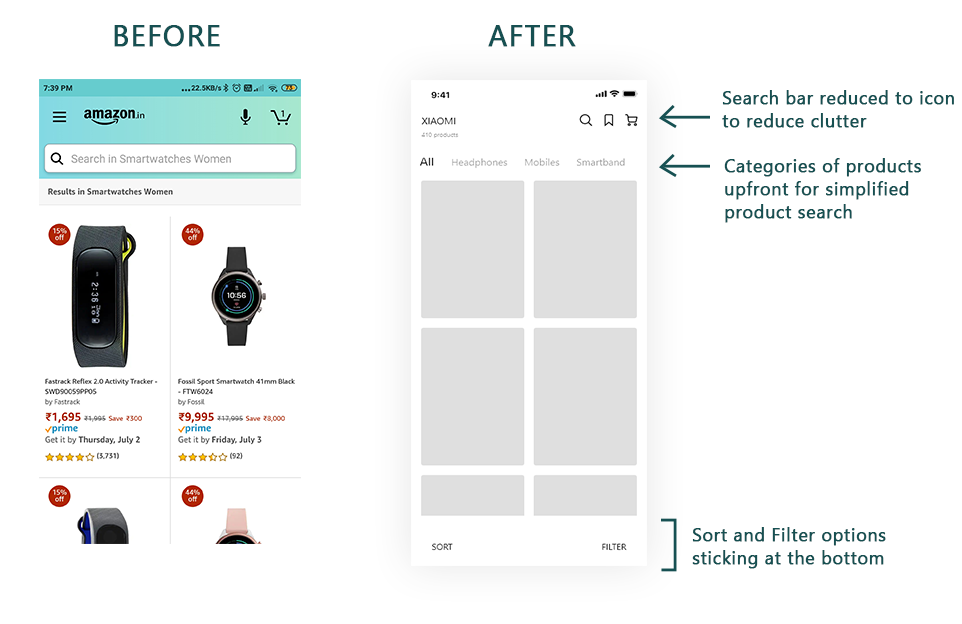 BEFORE
AFTER
7:39 PM
...22.5KB/s
amazon.in
1
Search in Smartwatches Women
Results in Smartwatches Women
15% off
44% off
2:36
10:56
Fastrack Reflex 2.0 Activity Tracker -
SWD90059PP05
by Fastrack
₹1,695 ₹1,995 Save ₹300
prime
Get it by Thursday, July 2
(3,731)
Fossil Sport Smartwatch 41mm Black
- FTW6024
by Fossil
₹9,995 ₹17,995 Save ₹8,000
prime
Get it by Friday, July 3
(92)
15% off
44% off
9:41
XIAOMI
410 products
All Headphones Mobiles Smartband
SORT
FILTER
Search bar reduced to icon
to reduce clutter
Categories of products
upfront for simplified
product search
Sort and Filter options
sticking at the bottom